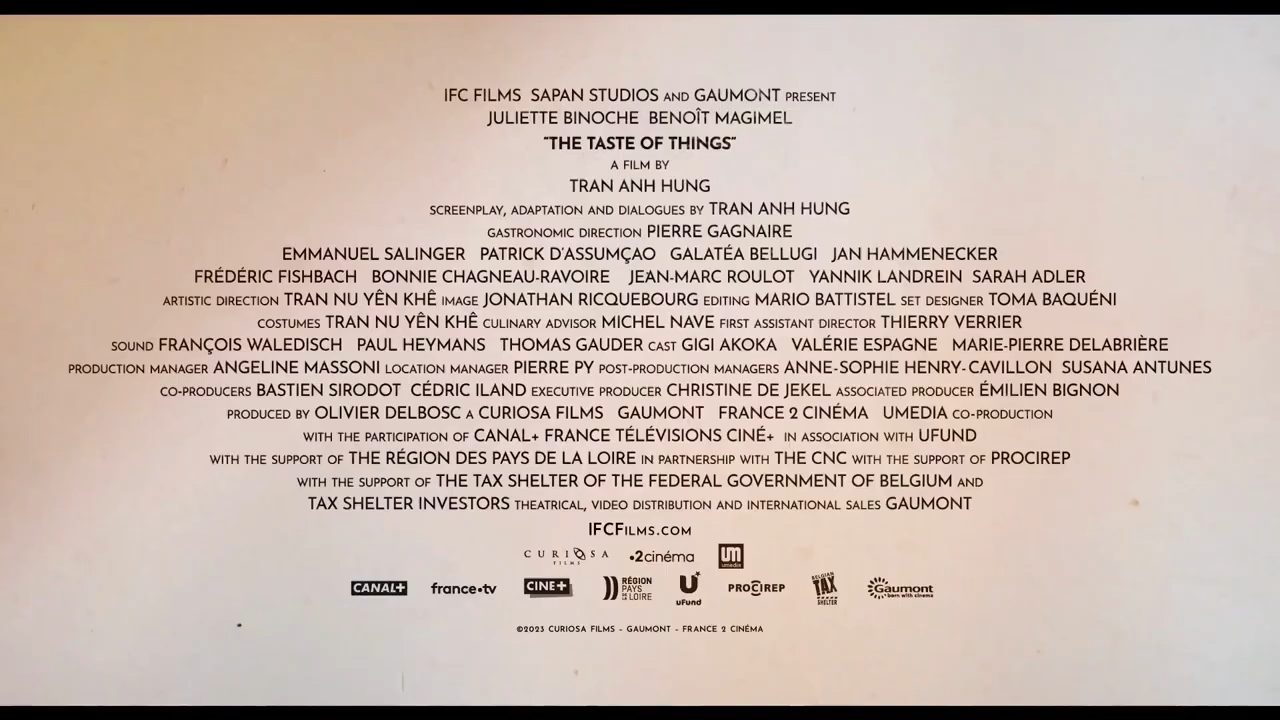 IFC FILMS SAPAN STUDIOS AND GAUMONT PRESENT
JULIETTE BINOCHE BENOÎT MAGIMEL
"THE TASTE OF THINGS"
A FILM BY
TRAN ANH HUNG
SCREENPLAY, ADAPTATION AND DIALOGUES BY TRAN ANH HUNG
GASTRONOMIC DIRECTION PIERRE GAGNAIRE
EMMANUEL SALINGER PATRICK D'ASSUMÇAO GALATÉA BELLUGI JAN HAMMENECKER
FRÉDÉRIC FISHBACH BONNIE CHAGNEAU-RAVOIRE JEAN-MARC ROULOT YANNIK LANDREIN SARAH ADLER
ARTISTIC DIRECTION TRAN NU YÊN KHÊ IMAGE JONATHAN RICQUEBOURG EDITING MARIO BATTISTEL SET DESIGNER TOMA BAQUÉNI
COSTUMES TRAN NU YÊN KHÊ CULINARY ADVISOR MICHEL NAVE FIRST ASSISTANT DIRECTOR THIERRY VERRIER
SOUND FRANÇOIS WALEDISCH PAUL HEYMANS THOMAS GAUDER CAST GIGI AKOKA VALÉRIE ESPAGNE MARIE-PIERRE DELABRIÈRE
PRODUCTION MANAGER ANGELINE MASSONI LOCATION MANAGER PIERRE PY POST-PRODUCTION MANAGERS ANNE-SOPHIE HENRY-CAVILLON SUSANA ANTUNES
CO-PRODUCERS BASTIEN SIRODOT CÉDRIC ILAND EXECUTIVE PRODUCER CHRISTINE DE JEKEL ASSOCIATED PRODUCER ÉMILIEN BIGNON
PRODUCED BY OLIVIER DELBOSC A CURIOSA FILMS GAUMONT FRANCE 2 CINÉMA UMEDIA CO-PRODUCTION
WITH THE PARTICIPATION OF CANAL+ FRANCE TÉLÉVISIONS CINÉ+ IN ASSOCIATION WITH UFUND
WITH THE SUPPORT OF THE RÉGION DES PAYS DE LA LOIRE IN PARTNERSHIP WITH THE CNC WITH THE SUPPORT OF PROCIREP
WITH THE SUPPORT OF THE TAX SHELTER OF THE FEDERAL GOVERNMENT OF BELGIUM AND
TAX SHELTER INVESTORS THEATRICAL, VIDEO DISTRIBUTION AND INTERNATIONAL SALES GAUMONT
IFCFILMS.COM
CURIOSA FILMS •2cinéma um umedia
CANAL+ france•tv CINE+ RÉGION PAYS DE LA LOIRE U uFund PROCIREP BELGIAN TAX SHELTER Gaumont born with cinema
©2023 CURIOSA FILMS - GAUMONT - FRANCE 2 CINÉMA